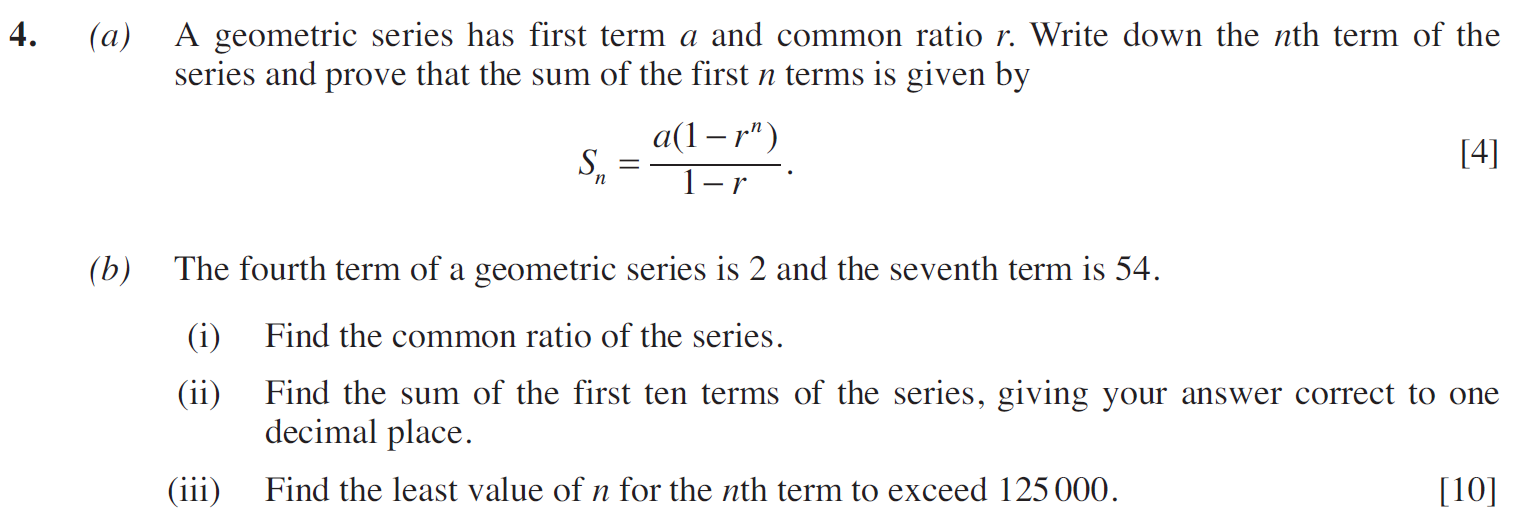 4. (a) A geometric series has first term a and common ratio r. Write down the nth term of the
series and prove that the sum of the first n terms is given by
Sₙ = a(1 – rⁿ) / 1 – r . [4]
(b) The fourth term of a geometric series is 2 and the seventh term is 54.
(i) Find the common ratio of the series.
(ii) Find the sum of the first ten terms of the series, giving your answer correct to one
decimal place.
(iii) Find the least value of n for the nth term to exceed 125 000. [10]